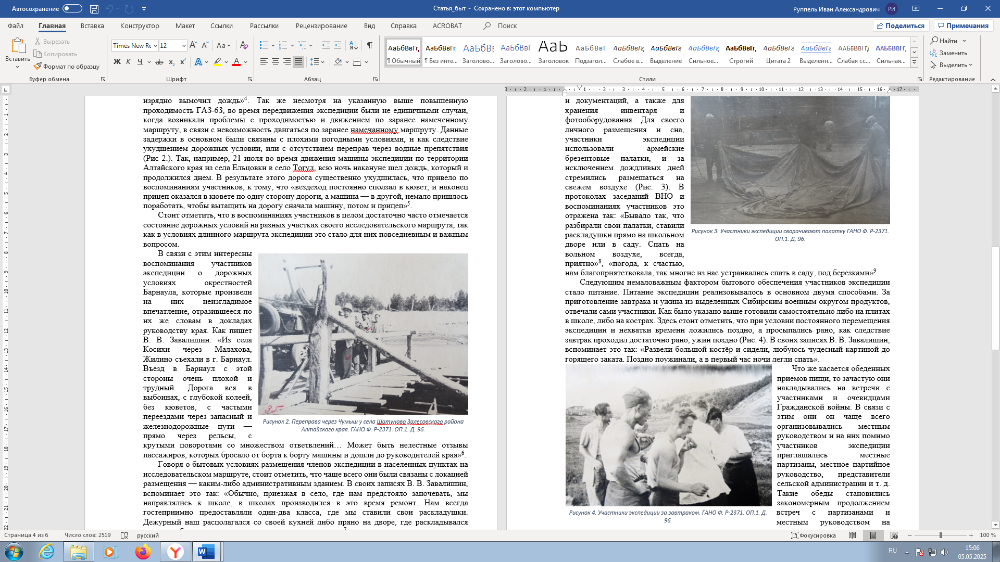 Автосохранение
Статья_быт - Сохранено в: этот компьютер
Руппель Иван Александрович
РИ
Файл Главная Вставка Конструктор Макет Ссылки Рассылки Рецензирование Вид Справка ACROBAT Поиск
Поделиться
Примечания
Вставить
Вырезать
Копировать
Формат по образцу
Буфер обмена
Times New Rc 12
Шрифт
Абзац
АаБбВвГг, АаБбВвГг, АаБбВвГ АаБбВвГ АаБ АаБбВвГ АаБбВвГг АаБбВвГг АаБбВвГг АаБбВвГг, АаБбВвГг АаБбВвГг АаБбВвГг АаБбВвГг,
¶ Обычный ¶ Без инте... Заголово... Заголово... Заголовок Подзагол... Слабое в... Выделение Сильное... Строгий Цитата 2 Выделенн... Слабая сс... Сильная...
Стили
Найти
Заменить
Выделить
Редактирование
изрядно вымочил дождь»4. Так же несмотря на указанную выше повышенную
проходимость ГАЗ-63, во время передвижения экспедиции были не единичными случаи,
когда возникали проблемы с проходимостью и движением по заранее намеченному
маршруту, в связи с невозможность двигаться по заранее намечанному маршруту. Данные
задержки в основном были связаны с плохими погодными условиями, и как следствие
ухудшением дорожных условии, или с отсутствием переправ через водные препятствия
(Рис 2.). Так, например, 21 июля во время движения машины экспедиции по территории
Алтайского края из села Ельцовки в село Тогул, всю ночь накануне шел дождь, который и
продолжился днем. В результате этого дорога существенно ухудшилась, что привело по
воспоминаниям участников, к тому, что «вездеход постоянно сползал в кювет, и наконец
прицеп оказался в кювете по одну сторону дороги, а машина — в другой, немало пришлось
поработать, чтобы вытащить на дорогу сначала машину, потом и прицеп»5.
Стоит отметить, что в воспоминаниях участников в целом достаточно часто отмечается
состояние дорожных условий на разных участках своего исследовательского маршрута, так
как в условиях длинного маршрута экспедиции это стало для них повседневным и важным
вопросом.
В связи с этим интересны
воспоминания участников
экспедиции о дорожных
условиях окрестностей
Барнаула, которые произвели
на них неизгладимое
впечатление, отразившееся по
их же словам в докладах
руководству края. Как пишет
В. В. Завалишин: «Из села
Косихи через Малахова,
Жилино съехали в г. Барнаул.
Въезд в Барнаул с этой
стороны очень плохой и
трудный. Дорога вся в
выбоинах, с глубокой колеей,
без кюветов, с частыми
переездами через запасный и
железнодорожные пути —
прямо через рельсы, с
крутыми поворотами со множеством ответвлений… Может быть нелестные отзывы
пассажиров, которых бросало от борта к борту машины и дошли до руководителей края»6.
35
Рисунок 2. Переправа через Чумыш у села Шатуново Залесовского района
Алтайского края. ГАНО Ф. Р-2371. ОП.1. Д. 96.
Говоря о бытовых условиях размещения членов экспедиции в населенных пунктах на
исследовательском маршруте, стоит отметить, что чаще всего они были связаны с локацией
размещения — каким-либо административным зданием. В своих записях В. В. Завалишин,
вспоминает это так: «Обычно, приезжая в село, где нам предстояло заночевать, мы
направлялись к школе, в школах производился в это время ремонт. Нам всегда
гостеприимно предоставляли один-два класса, где мы ставили свои раскладушки.
Дежурный наш располагался со своей кухней либо пряно на дворе, где раскладывался
7
и документаций, а также для
хранения инвентаря и
фотооборудования. Для своего
личного размещения и сна,
участники экспедиции
использовали армейские
брезентовые палатки, и за
исключением дождливых дней
стремились размешаться на
свежем воздухе (Рис. 3). В
протоколах заседаний ВНО и
воспоминаниях участников это
отражена так: «Бывало так, что
разбирали свои палатки, ставили
раскладушки прямо на школьном
дворе или в саду. Спать на
вольном воздухе, всегда,
приятно»8, «погода, к счастью,
нам благоприятствовала, так многие из нас устраивались спать в саду, под березками»9.
Рисунок 3. Участники экспедиции сворачивают палатку ГАНО Ф. Р-2371.
ОП.1. Д. 96.
Следующим немаловажным фактором бытового обеспечения участников экспедиции
стало питание. Питание экспедиции реализовывалось в основном двумя способами. За
приготовление завтрака и ужина из выделенных Сибирским военным округом продуктов,
отвечали сами участники. Как было указано выше готовили самостоятельно либо на плитах
в школе, либо на кострах. Здесь стоит отметить, что при условии постоянного перемещения
экспедиции и нехватки времени ложились поздно, а просыпались рано, как следствие
завтрак проходил достаточно рано, ужин поздно (Рис. 4). В своих записях В. В. Завалишин,
вспоминает это так: «Развели большой костёр и сидели, любуюсь чудесный картиной до
горящего заката. Поздно поужинали, а в первый час ночи легли спать».
Что же касается обеденных
приемов пищи, то зачастую они
накладывались на встречи с
участниками и очевидцами
Гражданской войны. В связи с
этим они он чаще всего
организовывались местным
руководством и на них помимо
участников экспедиции
приглашались местные
партизаны, местное партийное
руководство, представители
сельской администрации и т. д.
Такие обеды становились
закономерным продолжением
встреч с партизанами и
местным руководством на
Рисунок 4. Участники экспедиции за завтраком. ГАНО Ф. Р-2371. ОП.1. Д.
96.
Страница 4 из 6 Число слов: 2519 русский
Фокусировка
100 %
RU
15:06
05.05.2025